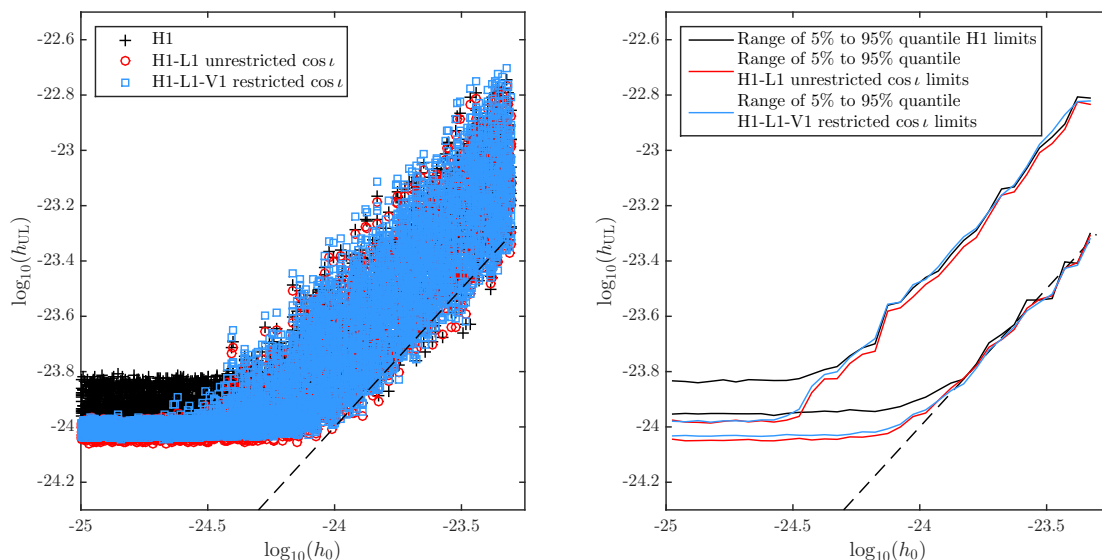 -22.6
-22.8
-23
-23.2
-23.4
-23.6
-23.8
-24
-24.2
log₁₀(h_UL)
-25
-24.5
-24
-23.5
log₁₀(h₀)
H1
H1-L1 unrestricted cos ι
H1-L1-V1 restricted cos ι
-22.6
-22.8
-23
-23.2
-23.4
-23.6
-23.8
-24
-24.2
log₁₀(h_UL)
-25
-24.5
-24
-23.5
log₁₀(h₀)
Range of 5% to 95% quantile H1 limits
Range of 5% to 95% quantile
H1-L1 unrestricted cos ι limits
Range of 5% to 95% quantile
H1-L1-V1 restricted cos ι limits